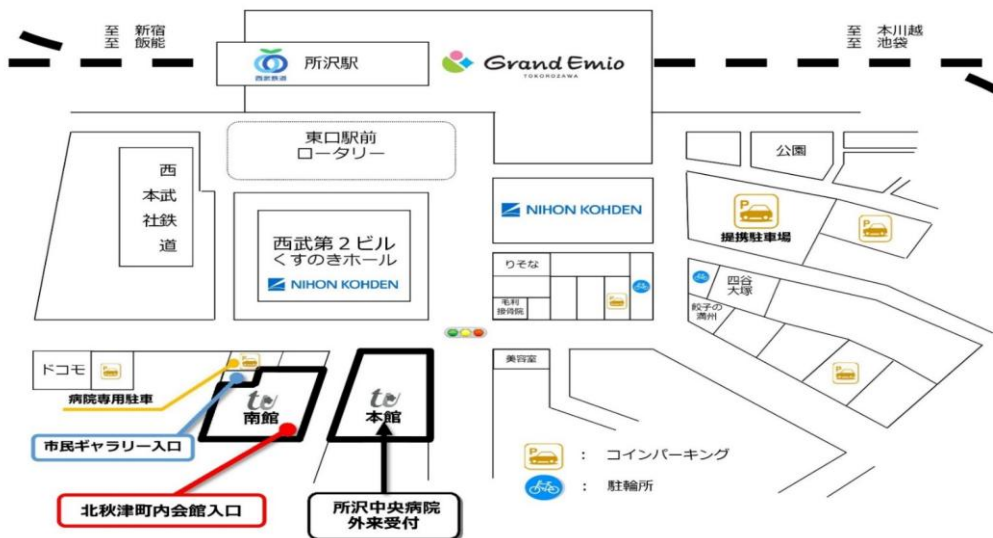 至 新宿
至 飯能
西武鉄道
所沢駅
Grand Emio
TOKOROZAWA
至 本川越
至 池袋
東口駅前
ロータリー
西武鉄道
本社
西武第２ビル
くすのきホール
NIHON KOHDEN
NIHON KOHDEN
公園
P
提携駐車場
P
りそな
毛利
接骨院
P
四谷
大塚
餃子の
満州
P
ドコモ
P
P
病院専用駐車
市民ギャラリー入口
南館
本館
美容室
北秋津町内会館入口
所沢中央病院
外来受付
P
： コインパーキング
： 駐輪所